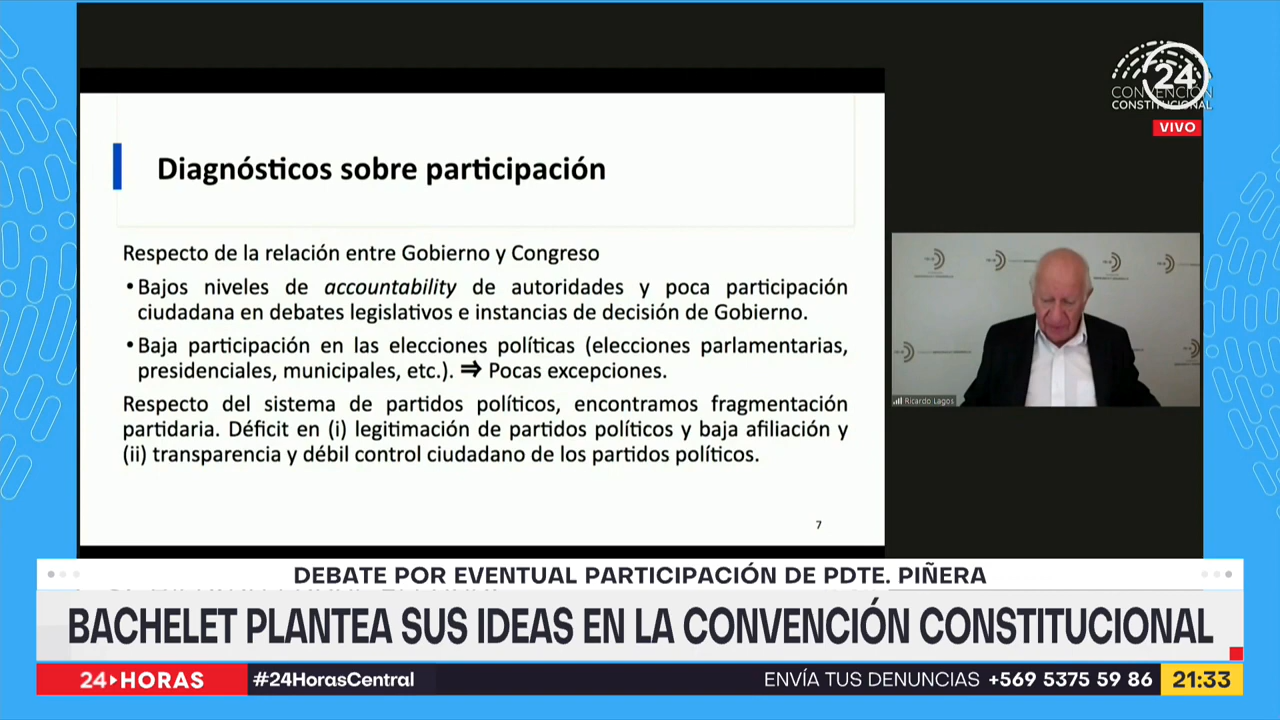 24
CONVENCIÓN
CONSTITUCIONAL
VIVO
Diagnósticos sobre participación
Respecto de la relación entre Gobierno y Congreso
• Bajos niveles de accountability de autoridades y poca participación
ciudadana en debates legislativos e instancias de decisión de Gobierno.
• Baja participación en las elecciones políticas (elecciones parlamentarias,
presidenciales, municipales, etc.). ⇒ Pocas excepciones.
Respecto del sistema de partidos políticos, encontramos fragmentación
partidaria. Déficit en (i) legitimación de partidos políticos y baja afiliación y
(ii) transparencia y débil control ciudadano de los partidos políticos.
7
Ricardo Lagos
DEBATE POR EVENTUAL PARTICIPACIÓN DE PDTE. PIÑERA
BACHELET PLANTEA SUS IDEAS EN LA CONVENCIÓN CONSTITUCIONAL
24 HORAS
#24HorasCentral
ENVÍA TUS DENUNCIAS +569 5375 59 86
21:33